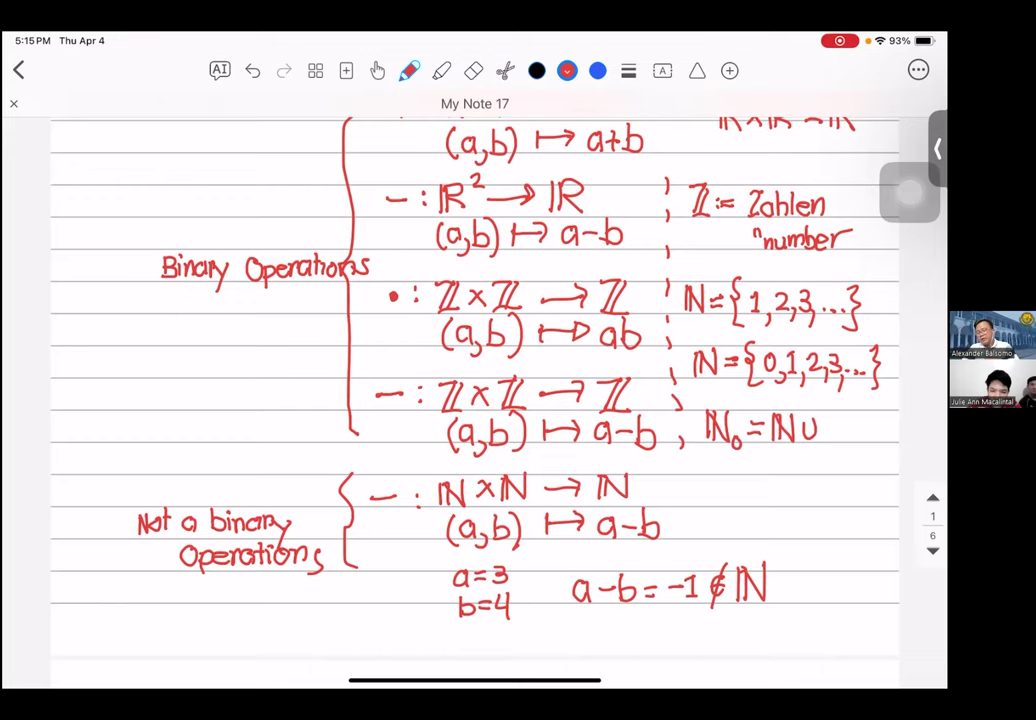 5:15 PM Thu Apr 4
93%
AI
A
My Note 17
(a,b) ↦ a+b
ℝ×ℝ = ℝ
− : ℝ² → ℝ
(a,b) ↦ a−b
ℤ := Zahlen
"number
Binary Operations
• : ℤ × ℤ → ℤ
(a,b) ↦ ab
ℕ = {1,2,3,...}
ℕ = {0,1,2,3,...}
− : ℤ × ℤ → ℤ
(a,b) ↦ a−b
ℕ₀ = ℕ ∪
Not a binary
Operations
− : ℕ × ℕ → ℕ
(a,b) ↦ a−b
a=3
b=4
a−b = −1 ∉ ℕ
1
6
Alexander Balsomo
Julie Ann Macalintal